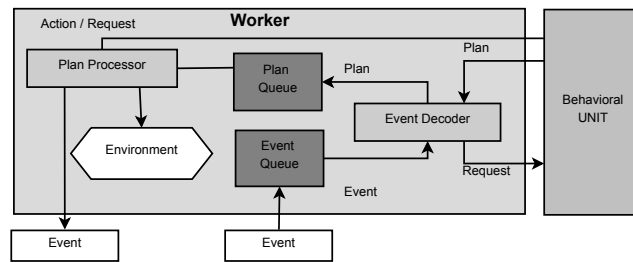 Worker
Action / Request
Plan
Plan Processor
Plan
Queue
Plan
Behavioral
UNIT
Event Decoder
Environment
Event
Queue
Request
Event
Event
Event